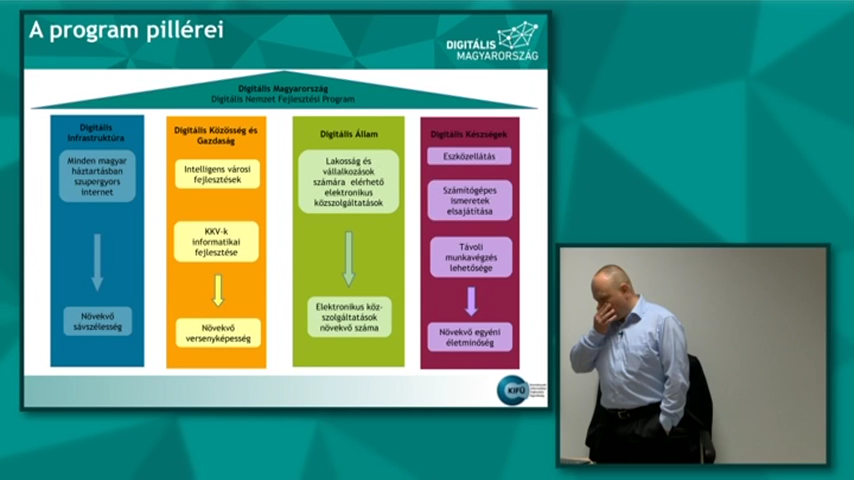 A program pillérei
DIGITÁLIS
MAGYARORSZÁG
Digitális Magyarország
Digitális Nemzet Fejlesztési Program
Digitális
Infrastruktúra
Minden magyar
háztartásban
szupergyors
internet
Növekvő
sávszélesség
Digitális Közösség és
Gazdaság
Intelligens városi
fejlesztések
KKV-k
informatikai
fejlesztése
Növekvő
versenyképesség
Digitális Állam
Lakosság és
vállalkozások
számára elérhető
elektronikus
közszolgáltatások
Elektronikus köz-
szolgáltatások
növekvő száma
Digitális Készségek
Eszközellátás
Számítógépes
ismeretek
elsajátítása
Távoli
munkavégzés
lehetősége
Növekvő egyéni
életminőség
KIFÜ